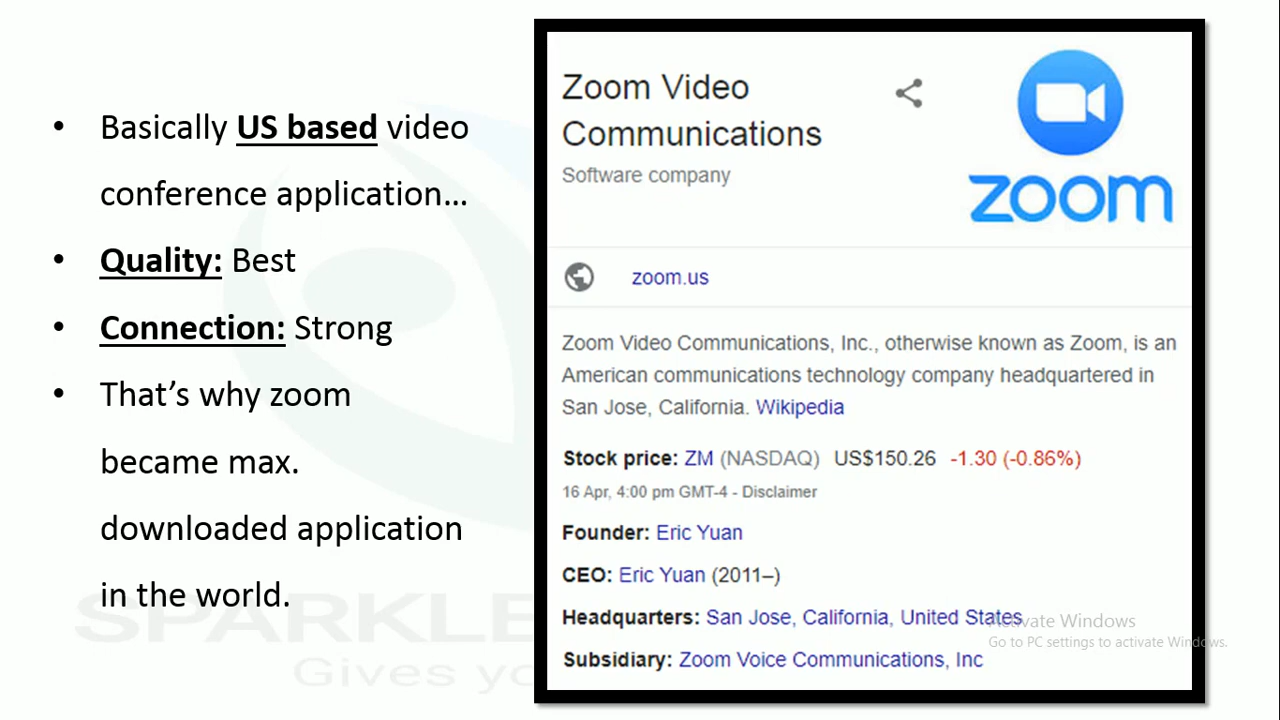 • Basically US based video
conference application…
• Quality: Best
• Connection: Strong
• That’s why zoom
became max.
downloaded application
in the world.
SPARKLE
Gives
Zoom Video
Communications
Software company
zoom
zoom.us
Zoom Video Communications, Inc., otherwise known as Zoom, is an
American communications technology company headquartered in
San Jose, California. Wikipedia
Stock price: ZM (NASDAQ) US$150.26 -1.30 (-0.86%)
16 Apr, 4:00 pm GMT-4 - Disclaimer
Founder: Eric Yuan
CEO: Eric Yuan (2011–)
Headquarters: San Jose, California, United States
Subsidiary: Zoom Voice Communications, Inc
Activate Windows
Go to PC settings to activate Windows.